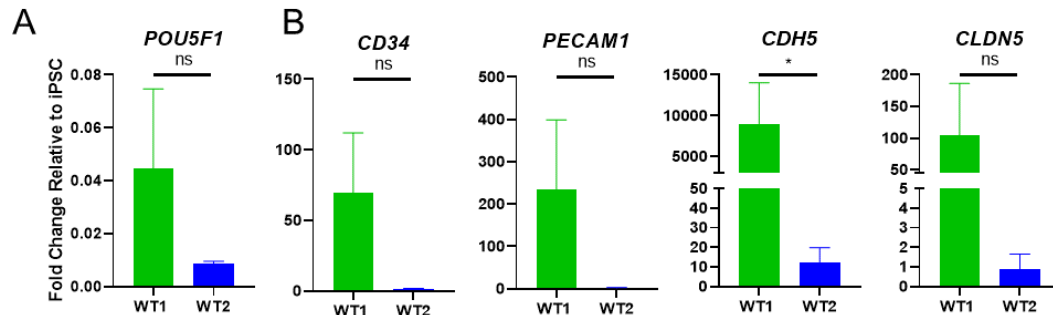 A
B
POU5F1
ns
Fold Change Relative to iPSC
0.08
0.06
0.04
0.02
0.00
WT1 WT2
CD34
ns
150
100
50
0
WT1 WT2
PECAM1
ns
500
400
300
200
100
0
WT1 WT2
CDH5
*
15000
10000
5000
50
40
30
20
10
0
WT1 WT2
CLDN5
ns
200
150
100
50
5
4
3
2
1
0
WT1 WT2